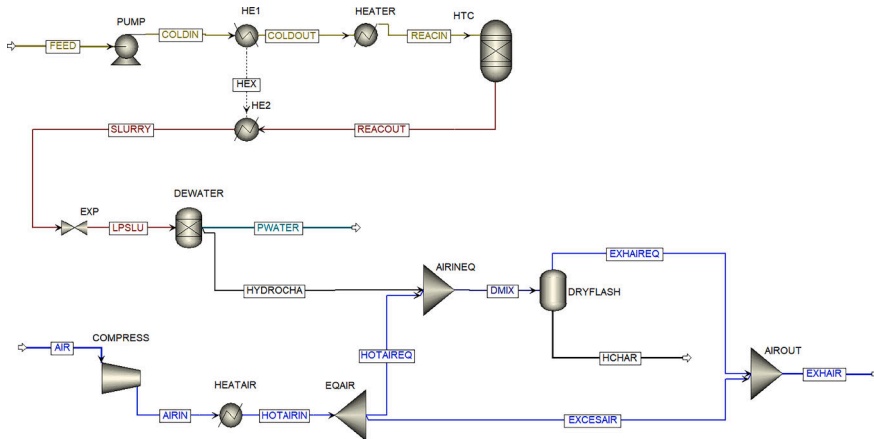 HE1
HTC
PUMP
HEATER
FEED
COLDIN
COLDOUT
REACIN
HEX
HE2
SLURRY
REACOUT
DEWATER
EXP
LPSLU
PWATER
EXHAIREQ
AIRINEQ
HYDROCHA
DMIX
DRYFLASH
COMPRESS
AIR
HOTAIREQ
HCHAR
AIROUT
HEATAIR
EQAIR
EXHAIR
AIRIN
HOTAIRIN
EXCESAIR